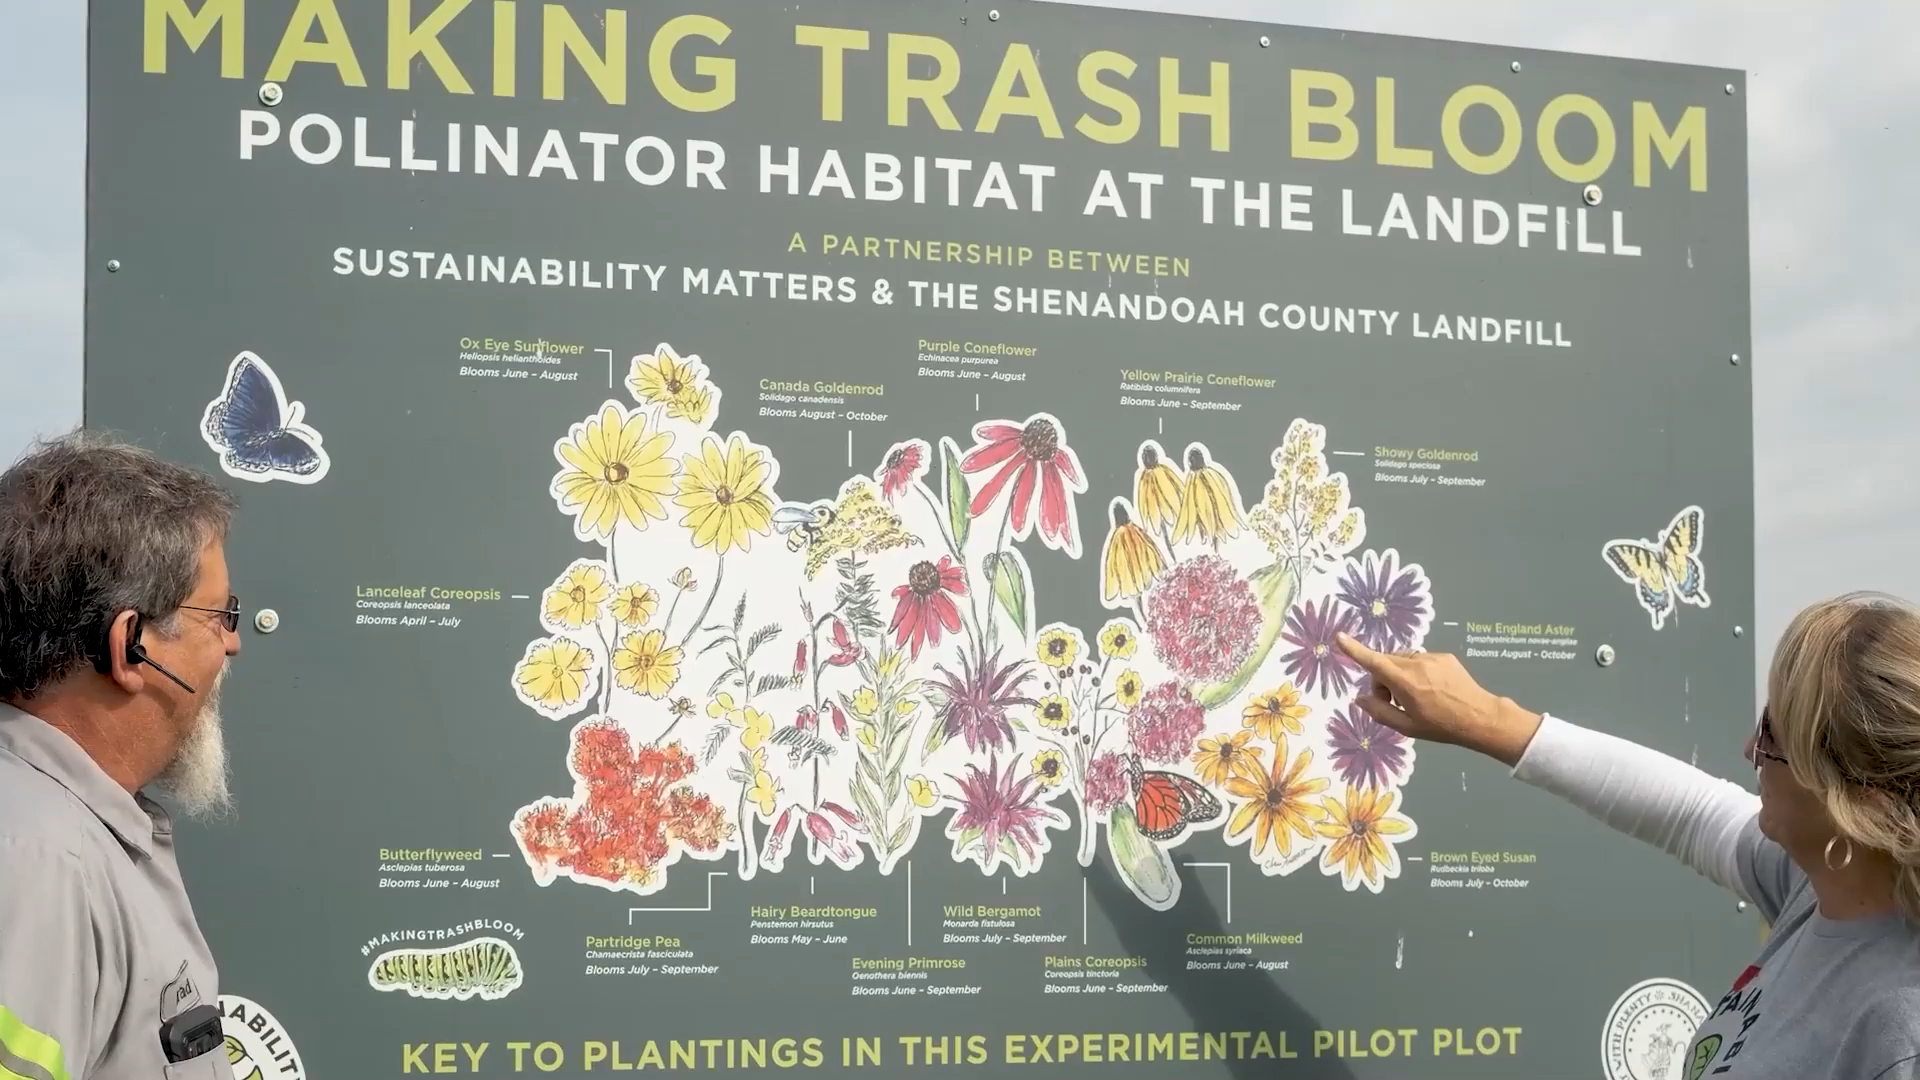 MAKING TRASH BLOOM
POLLINATOR HABITAT AT THE LANDFILL
A PARTNERSHIP BETWEEN
SUSTAINABILITY MATTERS & THE SHENANDOAH COUNTY LANDFILL
Ox Eye Sunflower
Heliopsis helianthoides
Blooms June – August
Canada Goldenrod
Solidago canadensis
Blooms August – October
Purple Coneflower
Echinacea purpurea
Blooms June – August
Yellow Prairie Coneflower
Ratibida columnifera
Blooms June – September
Showy Goldenrod
Solidago speciosa
Blooms July – September
Lanceleaf Coreopsis
Coreopsis lanceolata
Blooms April – July
New England Aster
Symphyotrichum novae-angliae
Blooms August – October
Butterflyweed
Asclepias tuberosa
Blooms June – August
Brown Eyed Susan
Rudbeckia triloba
Blooms July – October
#MAKINGTRASHBLOOM
Partridge Pea
Chamaecrista fasciculata
Blooms July – September
Hairy Beardtongue
Penstemon hirsutus
Blooms May – June
Evening Primrose
Oenothera biennis
Blooms June – September
Wild Bergamot
Monarda fistulosa
Blooms July – September
Plains Coreopsis
Coreopsis tinctoria
Blooms June – September
Common Milkweed
Asclepias syriaca
Blooms June – August
KEY TO PLANTINGS IN THIS EXPERIMENTAL PILOT PLOT
NABILIT
WITH PLENTY